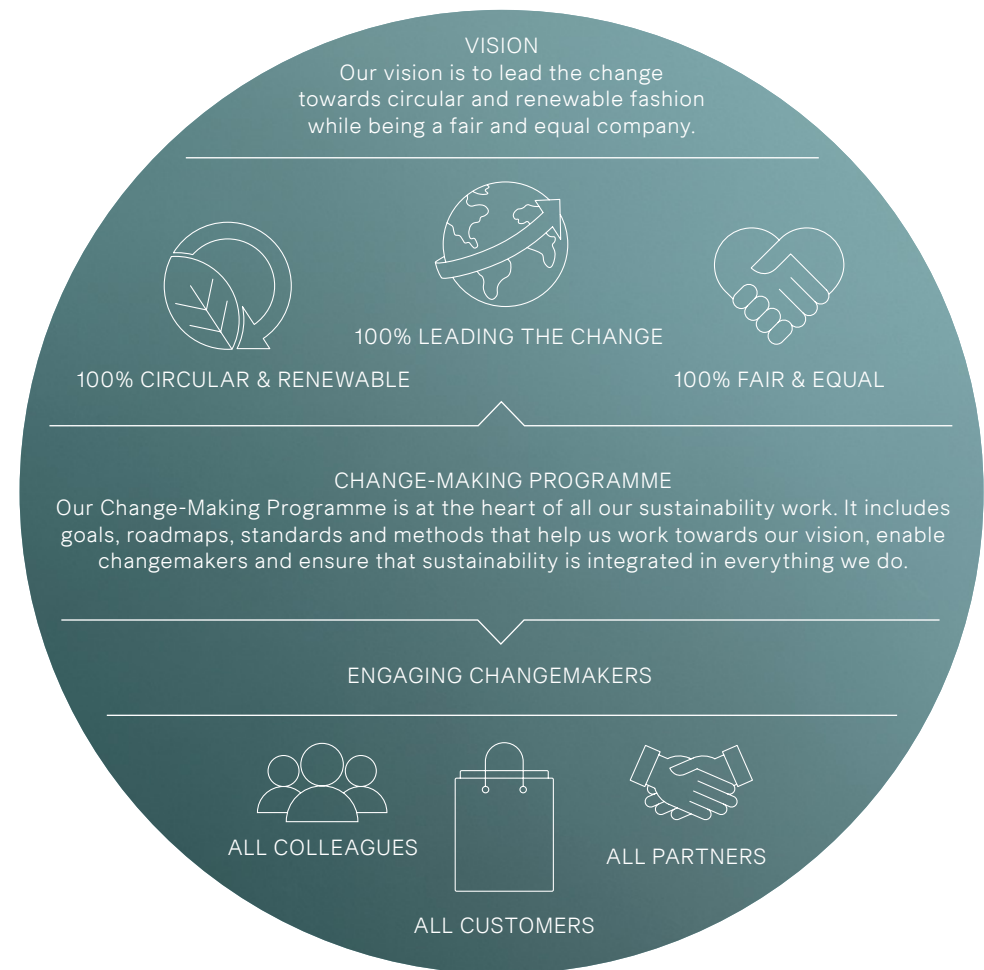 VISION
Our vision is to lead the change
towards circular and renewable fashion
while being a fair and equal company.
100% LEADING THE CHANGE
100% CIRCULAR & RENEWABLE
100% FAIR & EQUAL
CHANGE-MAKING PROGRAMME
Our Change-Making Programme is at the heart of all our sustainability work. It includes
goals, roadmaps, standards and methods that help us work towards our vision, enable
changemakers and ensure that sustainability is integrated in everything we do.
ENGAGING CHANGEMAKERS
ALL COLLEAGUES
ALL PARTNERS
ALL CUSTOMERS